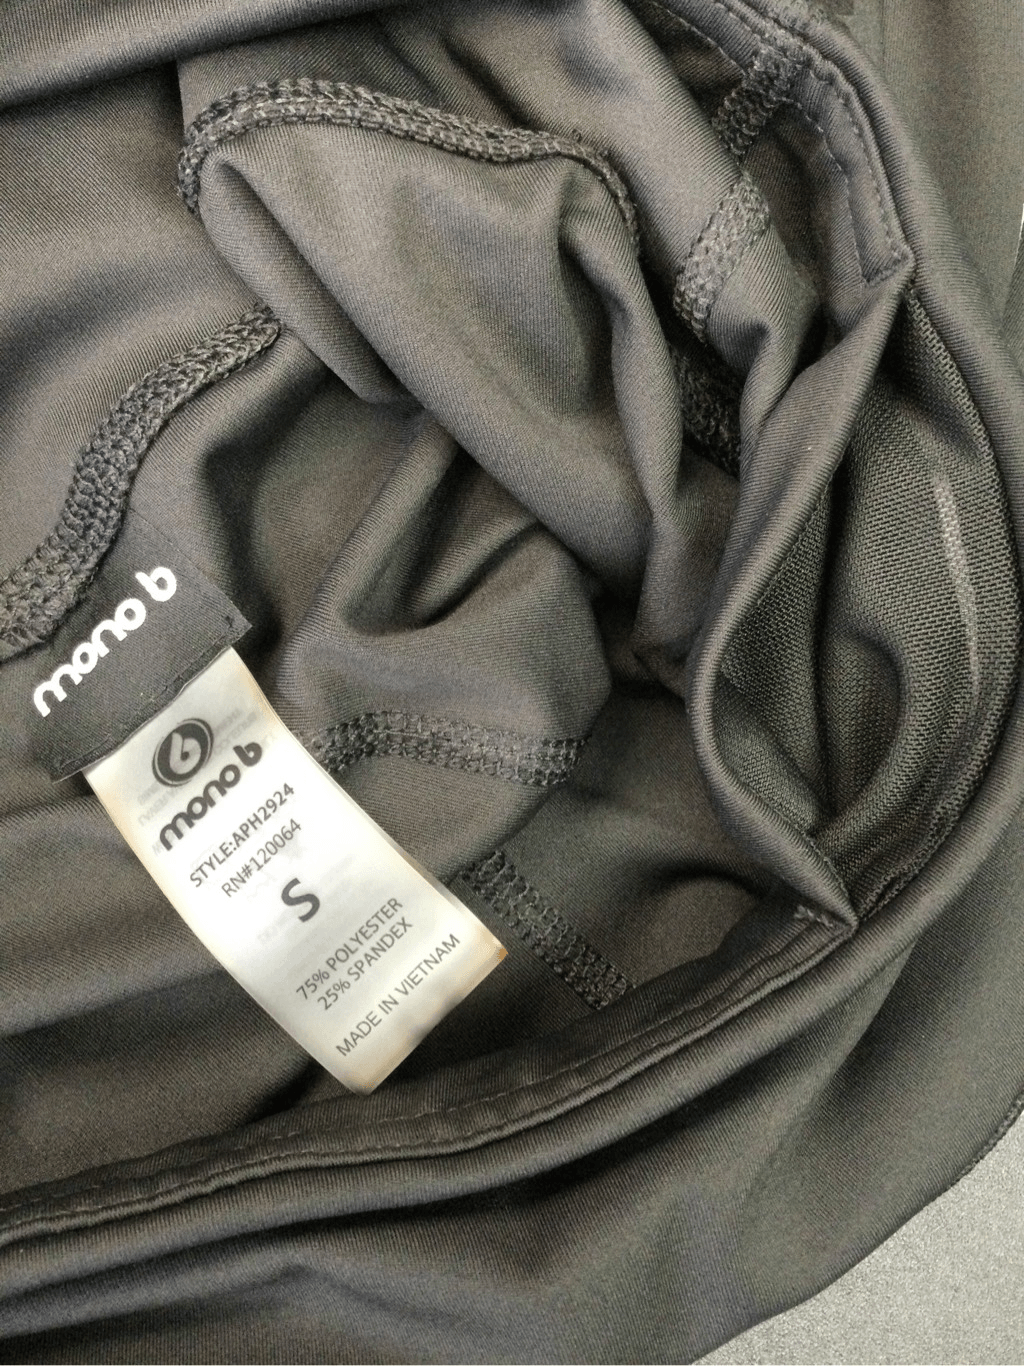 mono b
mono b
STYLE:APH2924
RN#120064
S
75% POLYESTER
25% SPANDEX
MADE IN VIETNAM